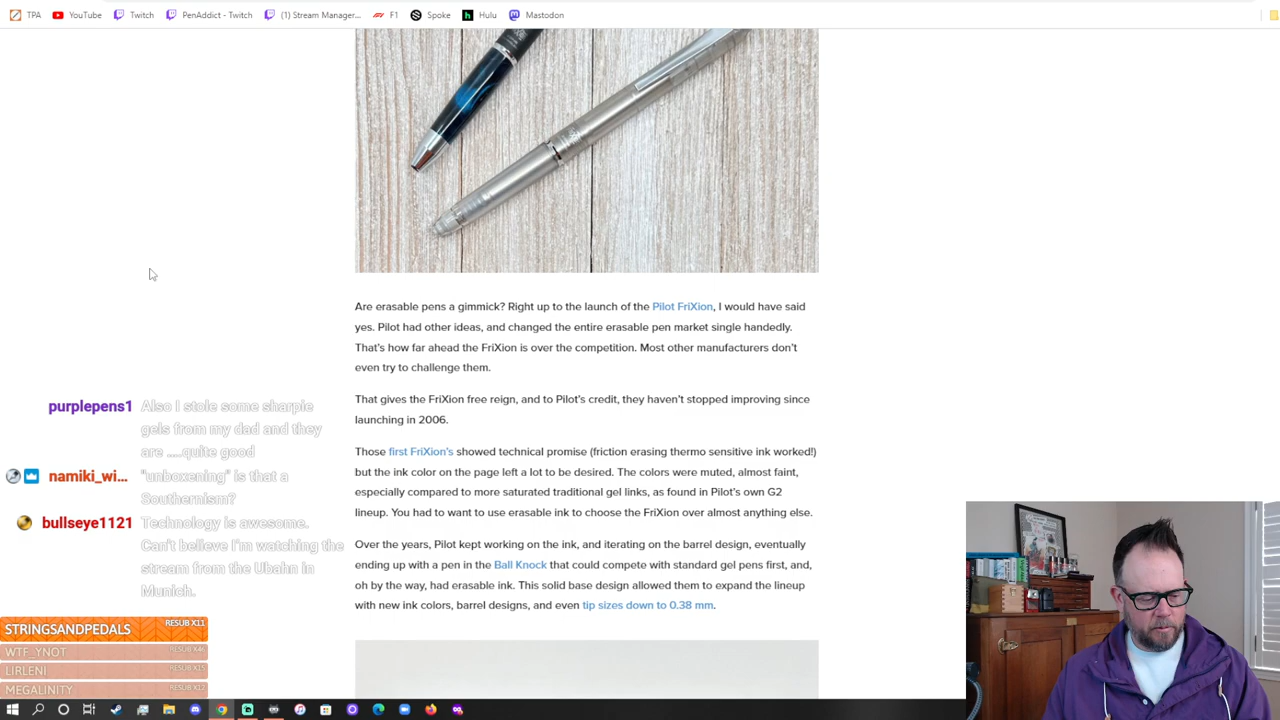 TPA YouTube Twitch PenAddict - Twitch (1) Stream Manager... F1 Spoke Hulu Mastodon
Are erasable pens a gimmick? Right up to the launch of the Pilot FriXion, I would have said
yes. Pilot had other ideas, and changed the entire erasable pen market single handedly.
That's how far ahead the FriXion is over the competition. Most other manufacturers don't
even try to challenge them.
That gives the FriXion free reign, and to Pilot's credit, they haven't stopped improving since
launching in 2006.
Those first FriXion's showed technical promise (friction erasing thermo sensitive ink worked!)
but the ink color on the page left a lot to be desired. The colors were muted, almost faint,
especially compared to more saturated traditional gel links, as found in Pilot's own G2
lineup. You had to want to use erasable ink to choose the FriXion over almost anything else.
Over the years, Pilot kept working on the ink, and iterating on the barrel design, eventually
ending up with a pen in the Ball Knock that could compete with standard gel pens first, and,
oh by the way, had erasable ink. This solid base design allowed them to expand the lineup
with new ink colors, barrel designs, and even tip sizes down to 0.38 mm.
purplepens1 Also I stole some sharpie
gels from my dad and they
are ....quite good
namiki_wi... "unboxening" is that a
Southernism?
bullseye1121 Technology is awesome.
Can't believe I'm watching the
stream from the Ubahn in
Munich.
STRINGSANDPEDALS RESUB X11
WTF_YNOT RESUB X46
LIRLENI RESUB X15
MEGALINITY RESUB X12